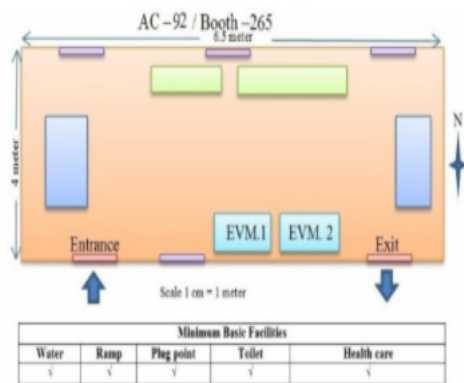 AC –92 / Booth –265
6.5 meter
4 meter
N
EVM.1 EVM. 2
Entrance Exit
Scale 1 cm = 1 meter
Minimum Basic Facilities
Water Ramp Plug point Toilet Health care
√ √ √ √ √